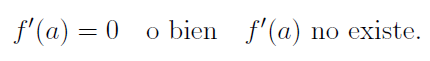 f′(a) = 0 o bien f′(a) no existe.